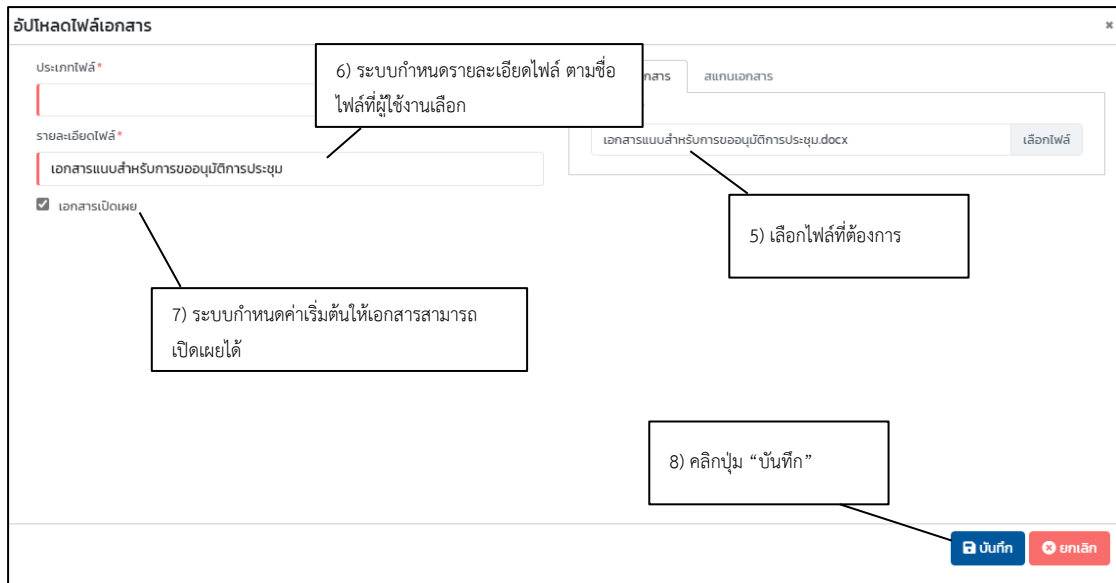 อัปโหลดไฟล์เอกสาร
×
ประเภทไฟล์*
6) ระบบกำหนดรายละเอียดไฟล์ ตามชื่อ
ไฟล์ที่ผู้ใช้งานเลือก
สแกนเอกสาร
รายละเอียดไฟล์*
เอกสารแนบสำหรับการขออนุมัติการประชุม.docx
เลือกไฟล์
เอกสารแนบสำหรับการขออนุมัติการประชุม
เอกสารเปิดเผย
5) เลือกไฟล์ที่ต้องการ
7) ระบบกำหนดค่าเริ่มต้นให้เอกสารสามารถ
เปิดเผยได้
8) คลิกปุ่ม “บันทึก”
บันทึก
ยกเลิก